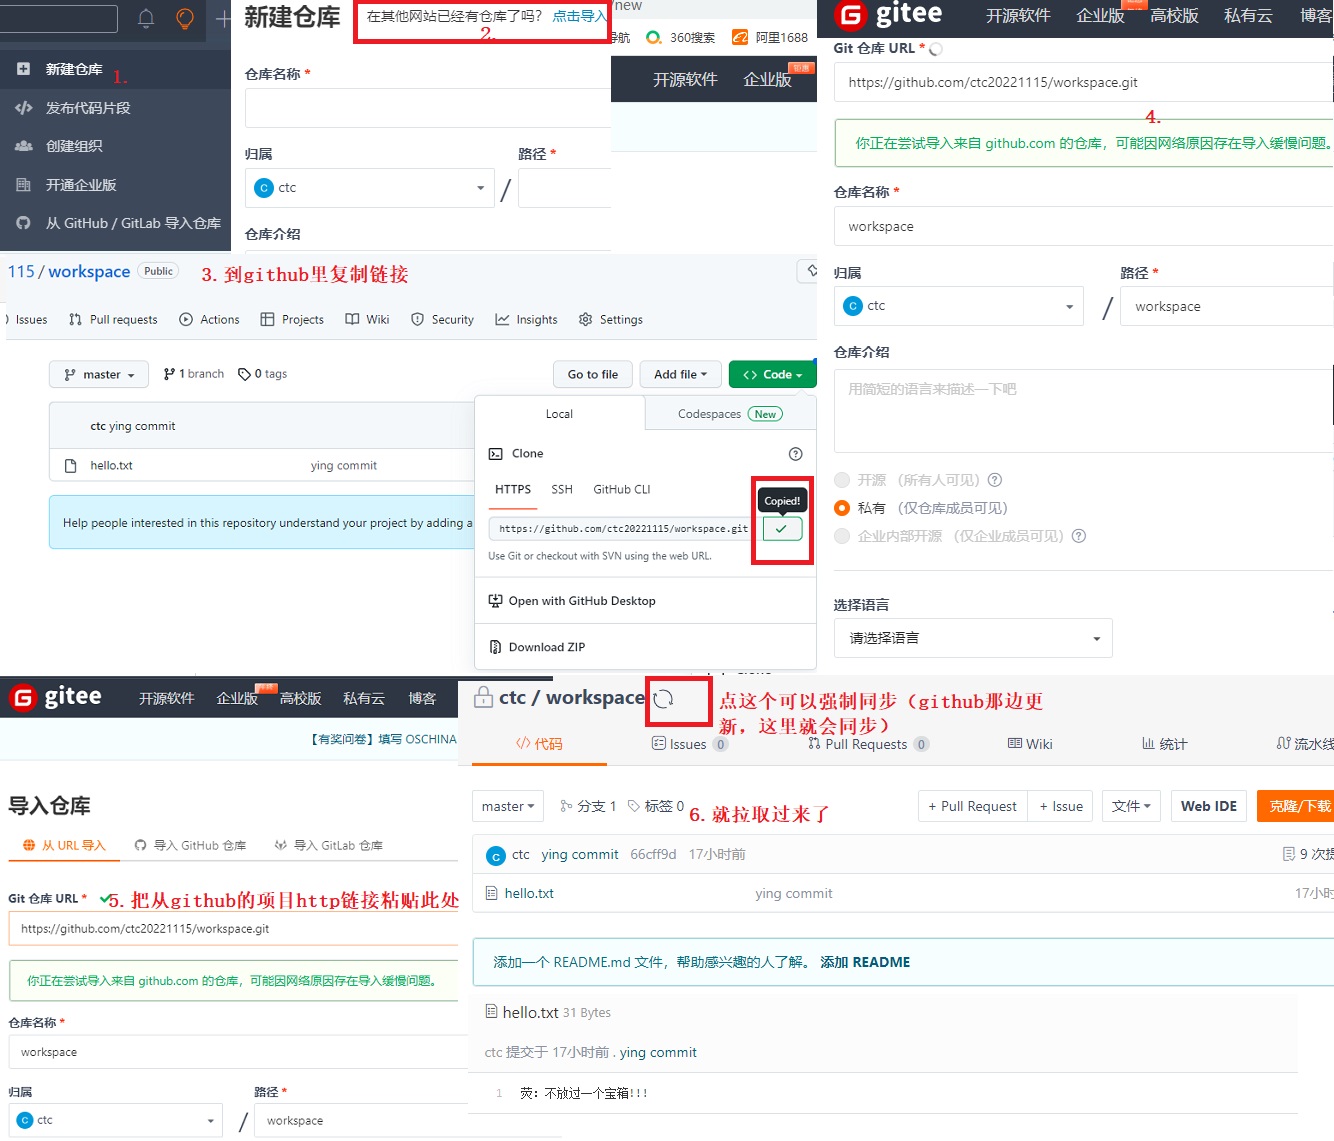 新建仓库 1.
发布代码片段
创建组织
开通企业版
从 GitHub / GitLab 导入仓库
新建仓库
在其他网站已经有仓库了吗？ 点击导入
2.
仓库名称 *
归属
路径 *
C ctc
/
仓库介绍
/new
导航 360搜索 阿里1688
开源软件 企业版
gitee 开源软件 企业版 高校版 私有云 博客
Git 仓库 URL *
https://github.com/ctc20221115/workspace.git
4.
你正在尝试导入来自 github.com 的仓库，可能因网络原因存在导入缓慢问题。
仓库名称 *
workspace
归属
路径 *
C ctc
/
workspace
仓库介绍
用简短的语言来描述一下吧
开源 （所有人可见）
私有 （仅仓库成员可见）
企业内部开源 （仅企业成员可见）
选择语言
请选择语言
115 / workspace Public
3. 到github里复制链接
Issues Pull requests Actions Projects Wiki Security Insights Settings
master 1 branch 0 tags
Go to file Add file Code
ctc ying commit
hello.txt ying commit
Help people interested in this repository understand your project by adding a
Local Codespaces New
Clone
HTTPS SSH GitHub CLI
Copied!
https://github.com/ctc20221115/workspace.git
Use Git or checkout with SVN using the web URL.
Open with GitHub Desktop
Download ZIP
gitee 开源软件 企业版 高校版 私有云 博客
【有奖问卷】填写 OSCHINA
导入仓库
从 URL 导入 导入 GitHub 仓库 导入 GitLab 仓库
Git 仓库 URL *
5. 把从github的项目http链接粘贴此处
https://github.com/ctc20221115/workspace.git
你正在尝试导入来自 github.com 的仓库，可能因网络原因存在导入缓慢问题。
仓库名称 *
workspace
归属
路径 *
C ctc
/
workspace
ctc / workspace
点这个可以强制同步（github那边更
新，这里就会同步）
代码 Issues 0 Pull Requests 0 Wiki 统计 流水线
master 分支 1 标签 0
6. 就拉取过来了
+ Pull Request + Issue 文件 Web IDE 克隆/下载
C ctc ying commit 66cff9d 17小时前
9 次提
hello.txt ying commit 17小时
添加一个 README.md 文件，帮助感兴趣的人了解。 添加 README
hello.txt 31 Bytes
ctc 提交于 17小时前 . ying commit
1 荧: 不放过一个宝箱!!!